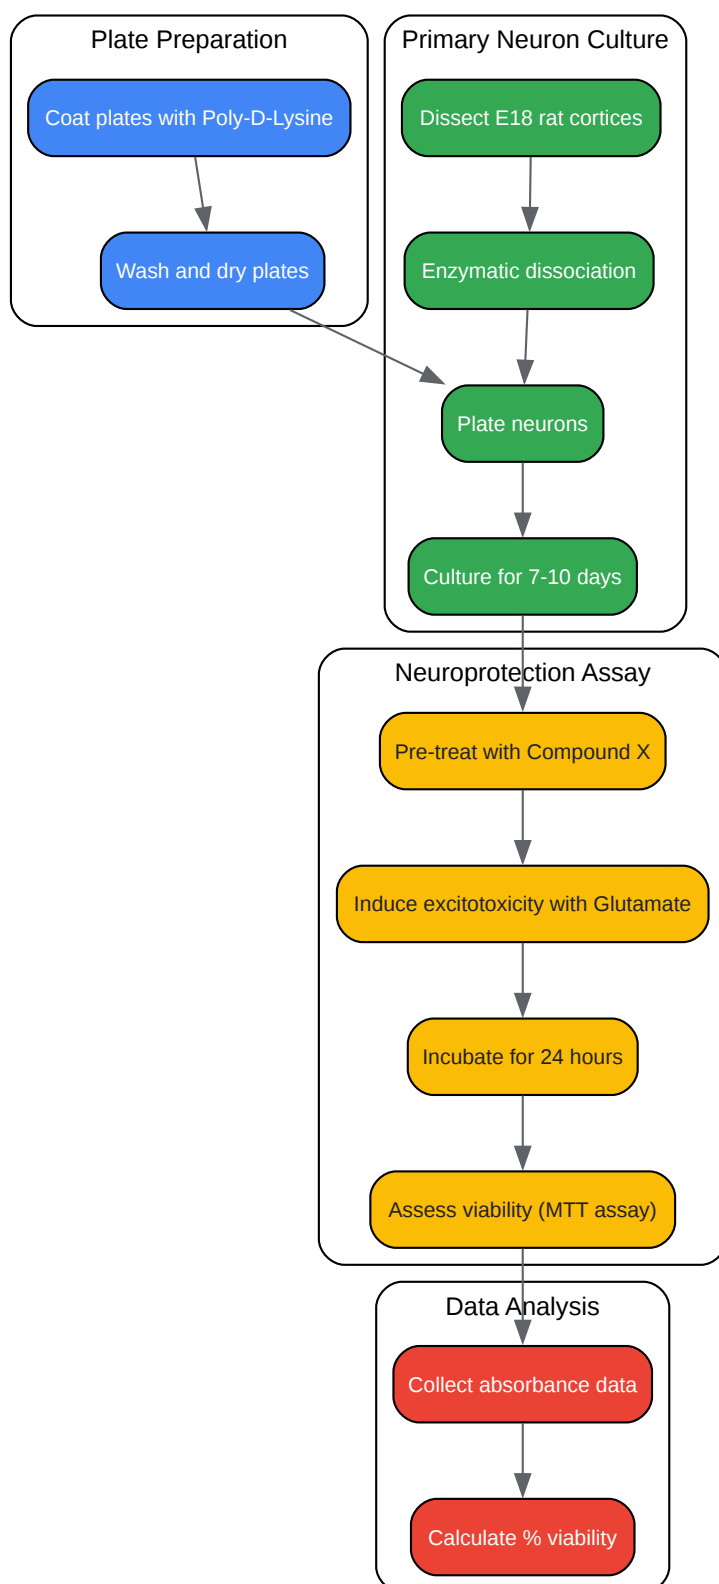 Plate Preparation
Coat plates with Poly-D-Lysine
Wash and dry plates
Primary Neuron Culture
Dissect E18 rat cortices
Enzymatic dissociation
Plate neurons
Culture for 7-10 days
Neuroprotection Assay
Pre-treat with Compound X
Induce excitotoxicity with Glutamate
Incubate for 24 hours
Assess viability (MTT assay)
Data Analysis
Collect absorbance data
Calculate % viability